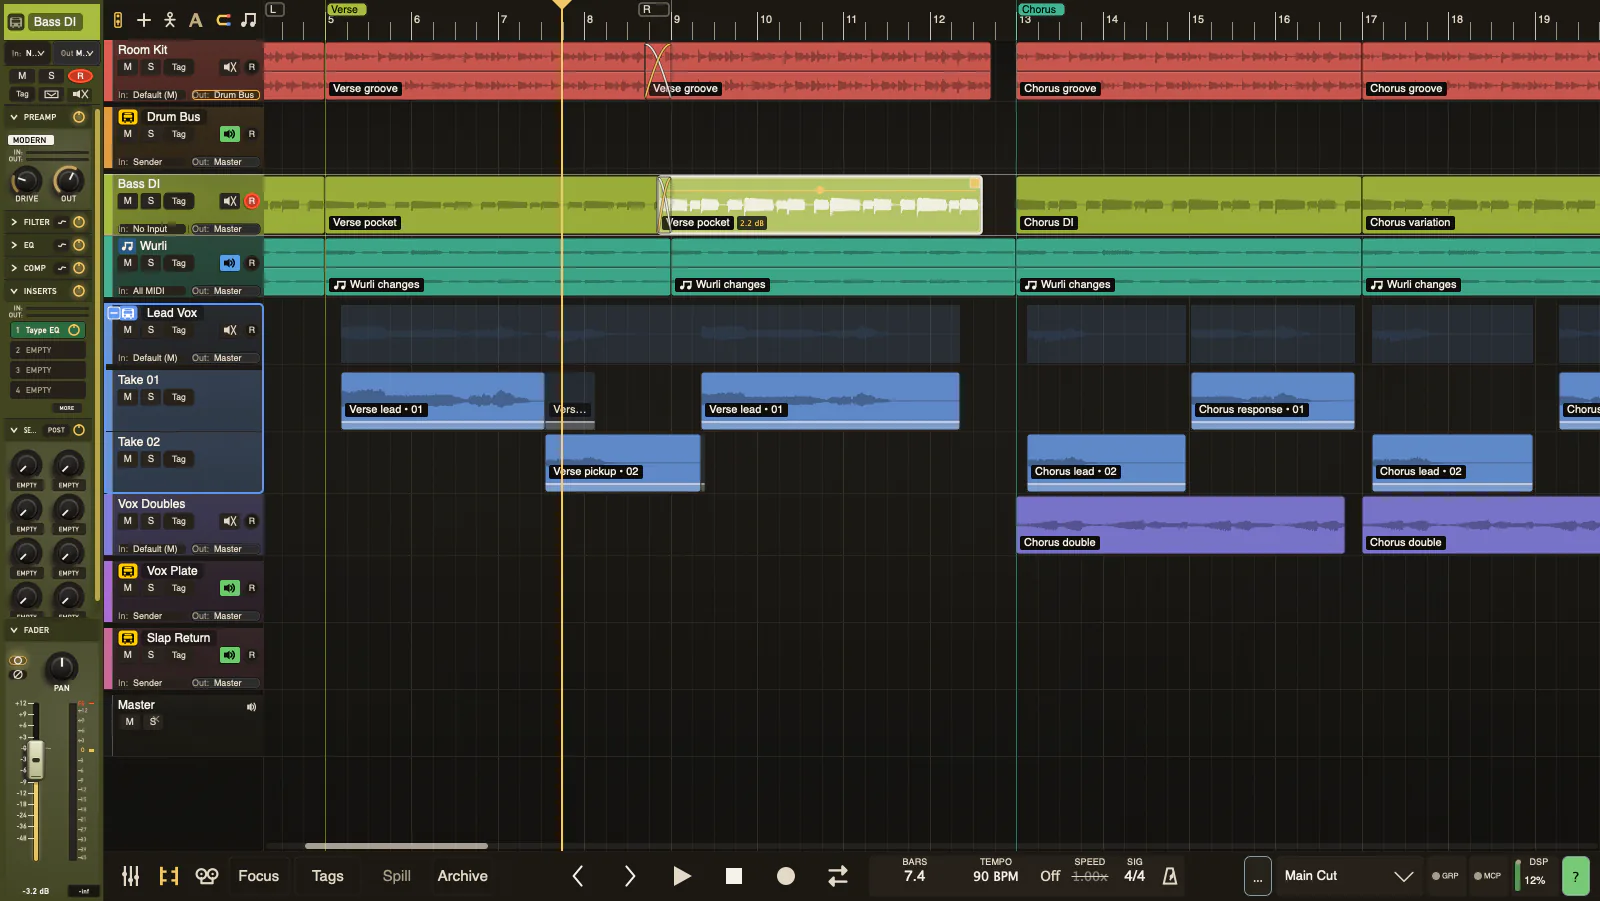 Bass DI
In: N..
Out: M..
M S R
Tag
PREAMP
MODERN
IN-
OUT-
DRIVE OUT
FILTER
EQ
COMP
INSERTS
IN-
OUT-
1 Taype EQ
2 EMPTY
3 EMPTY
4 EMPTY
MORE
SE... POST
EMPTY EMPTY
EMPTY EMPTY
EMPTY EMPTY
EMPTY EMPTY
FADER
PAN
-3.2 dB -inf
L Verse R Chorus
5 6 7 8 9 10 11 12 13 14 15 16 17 18 19
Room Kit
M S Tag R
In: Default (M) Out: Drum Bus
Verse groove Verse groove Chorus groove Chorus groove
Drum Bus
M S Tag R
In: Sender Out: Master
Bass DI
M S Tag R
In: No Input Out: Master
Verse pocket Verse pocket 2.2 dB Chorus DI Chorus variation
Wurli
M S Tag R
In: All MIDI Out: Master
Wurli changes Wurli changes Wurli changes Wurli changes
Lead Vox
M S Tag R
In: Default (M) Out: Master
Take 01
M S Tag
Verse lead • 01 Vers... Verse lead • 01 Chorus response • 01 Chorus
Take 02
M S Tag
Verse pickup • 02 Chorus lead • 02 Chorus lead • 02
Vox Doubles
M S Tag R
In: Default (M) Out: Master
Chorus double Chorus double
Vox Plate
M S Tag R
In: Sender Out: Master
Slap Return
M S Tag R
In: Sender Out: Master
Master
M S
Focus Tags Spill Archive
BARS TEMPO SPEED SIG
7.4 90 BPM Off 1.00x 4/4
... Main Cut GRP MCP
DSP
12%
?